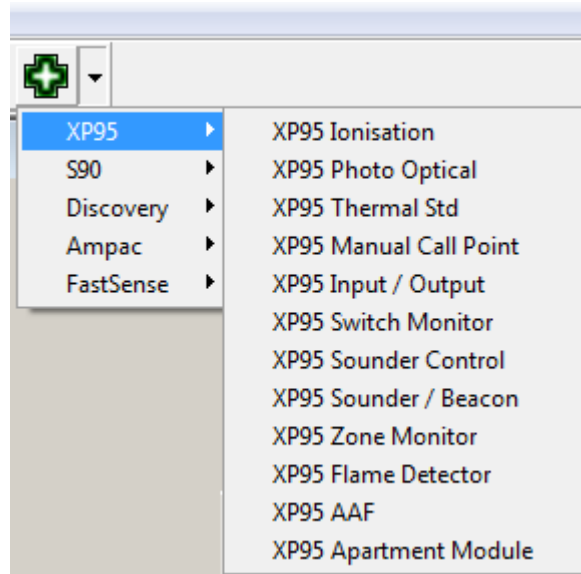 XP95
S90
Discovery
Ampac
FastSense
XP95 Ionisation
XP95 Photo Optical
XP95 Thermal Std
XP95 Manual Call Point
XP95 Input / Output
XP95 Switch Monitor
XP95 Sounder Control
XP95 Sounder / Beacon
XP95 Zone Monitor
XP95 Flame Detector
XP95 AAF
XP95 Apartment Module